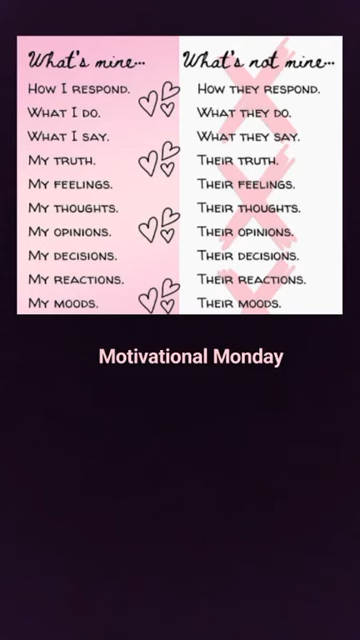 What's mine...
How I respond.
What I do.
What I say.
My truth.
My feelings.
My thoughts.
My opinions.
My decisions.
My reactions.
My moods.
What's not mine...
How they respond.
What they do.
What they say.
Their truth.
Their feelings.
Their thoughts.
Their opinions.
Their decisions.
Their reactions.
Their moods.
Motivational Monday